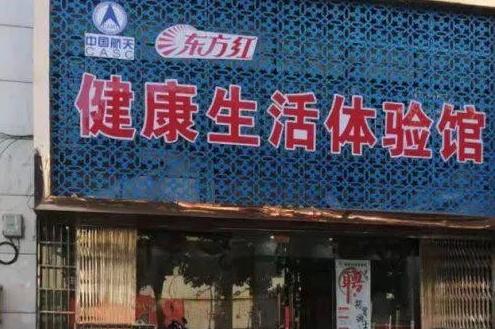 中国航天
CASC
东方红
健康生活体验馆
聘